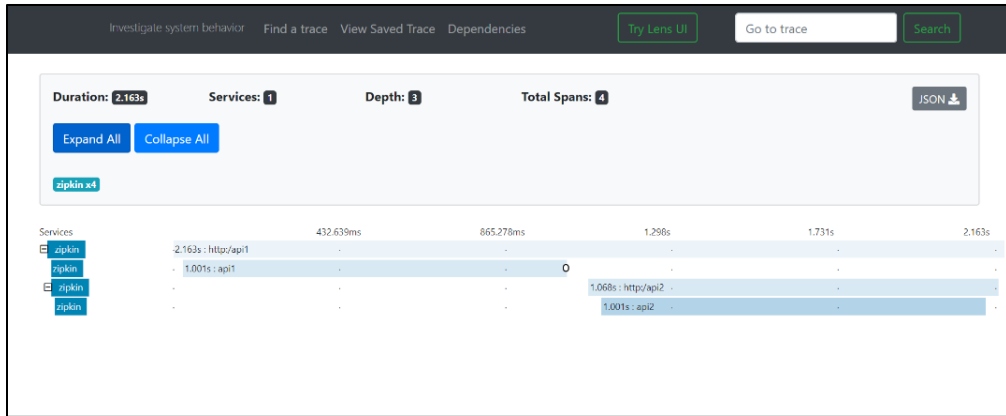 Investigate system behavior Find a trace View Saved Trace Dependencies Try Lens UI Go to trace Search
Duration: 2.163s Services: 1 Depth: 3 Total Spans: 4 JSON
Expand All Collapse All
zipkin x4
Services 432.639ms 865.278ms 1.298s 1.731s 2.163s
zipkin 2.163s : http:/api1
zipkin 1.001s : api1
zipkin 1.068s : http:/api2
zipkin 1.001s : api2